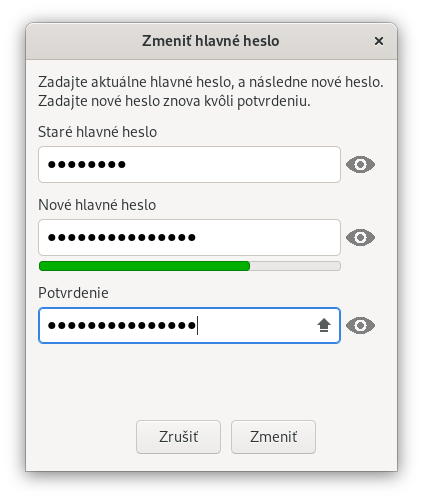 Zmeniť hlavné heslo
Zadajte aktuálne hlavné heslo, a následne nové heslo.
Zadajte nové heslo znova kvôli potvrdeniu.
Staré hlavné heslo
●●●●●●●●
Nové hlavné heslo
●●●●●●●●●●●●●●●
Potvrdenie
●●●●●●●●●●●●●●●
Zrušiť Zmeniť